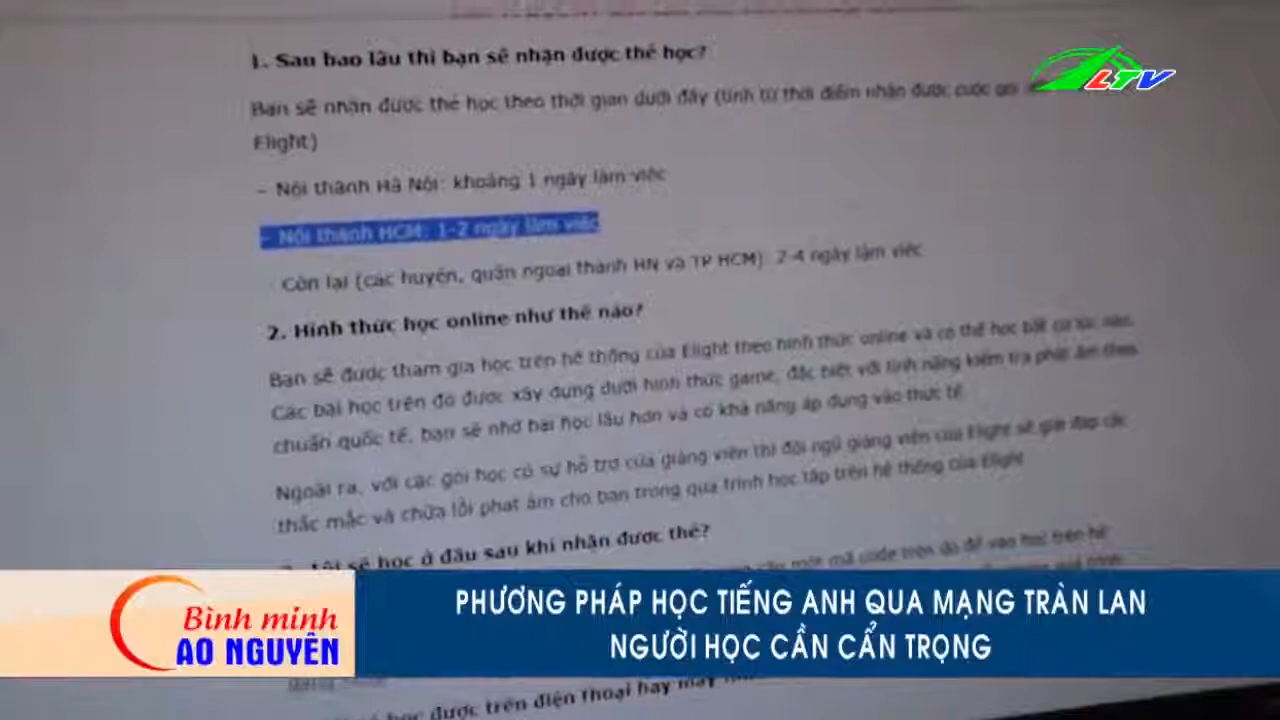 1. Sau bao lâu thì bạn sẽ nhận được thẻ học?
LTV
Bạn sẽ nhận được thẻ học theo thời gian dưới đây (tính từ thời điểm nhận được cuộc gọi
Elight)
- Nội thành Hà Nội: khoảng 1 ngày làm việc
- Nội thành HCM: 1-2 ngày làm việc
- Còn lại (các huyện, quận ngoại thành HN và TP HCM): 2-4 ngày làm việc
2. Hình thức học online như thế nào?
Bạn sẽ được tham gia học trên hệ thống của Elight theo hình thức online và có thể học bất cứ lúc nào.
Các bài học trên đó được xây dựng dưới hình thức game, đặc biệt với tính năng kiểm tra phát âm theo
chuẩn quốc tế, bạn sẽ nhớ bài học lâu hơn và có khả năng áp dụng vào thực tế.
Ngoài ra, với các gói học có sự hỗ trợ của giảng viên thì đội ngũ giảng viên của Elight sẽ giải đáp các
thắc mắc và chữa lỗi phát âm cho bạn trong quá trình học tập trên hệ thống của Elight
Tôi sẽ học ở đâu sau khi nhận được thẻ?
mã code trên đó để vào học trên hệ
Bình minh
AO NGUYÊN
PHƯƠNG PHÁP HỌC TIẾNG ANH QUA MẠNG TRÀN LAN
NGƯỜI HỌC CẦN CẨN TRỌNG
học được trên điện thoại hay máy